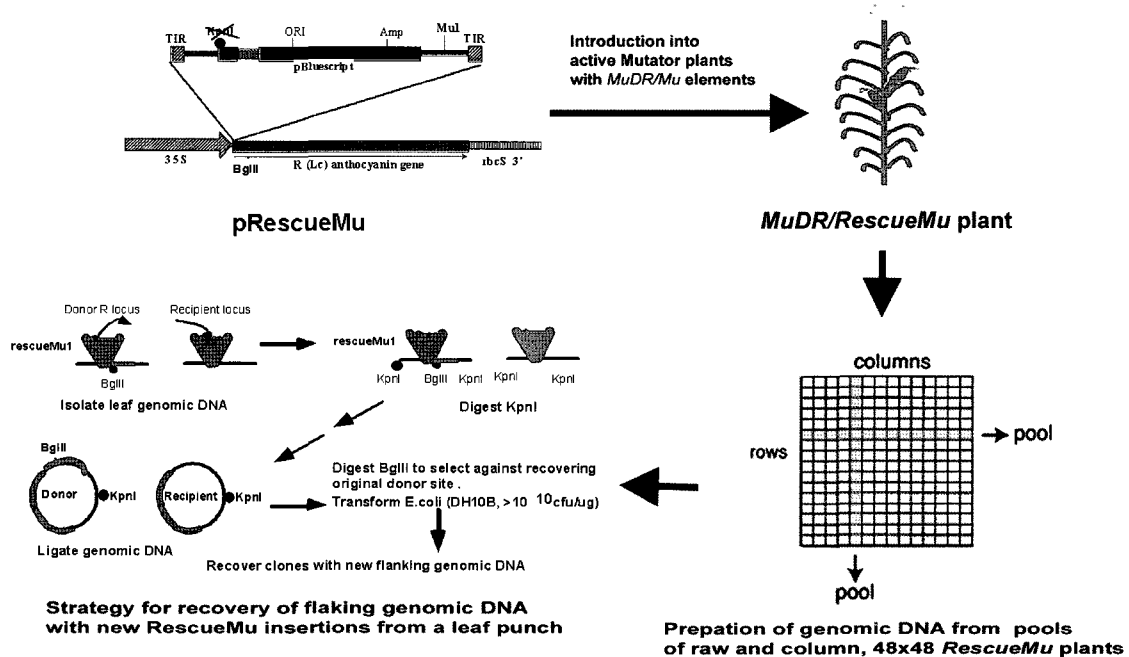 KpnI
TIR
ORI
Amp
MuI
TIR
pBluescript
35S
BglII
R (Lc) anthocyanin gene
rbcS 3'
pRescueMu
Introduction into
active Mutator plants
with MuDR/Mu elements
MuDR/RescueMu plant
Donor R locus
Recipient locus
rescueMu1
BglII
Isolate leaf genomic DNA
rescueMu1
KpnI
BglII
KpnI
KpnI
KpnI
Digest KpnI
BglII
Donor
KpnI
Recipient
KpnI
Ligate genomic DNA
Digest BglII to select against recovering
original donor site .
Transform E.coli (DH10B, >10 10cfu/ug)
Recover clones with new flanking genomic DNA
Strategy for recovery of flaking genomic DNA
with new RescueMu insertions from a leaf punch
columns
rows
pool
pool
Prepation of genomic DNA from pools
of raw and column, 48x48 RescueMu plants